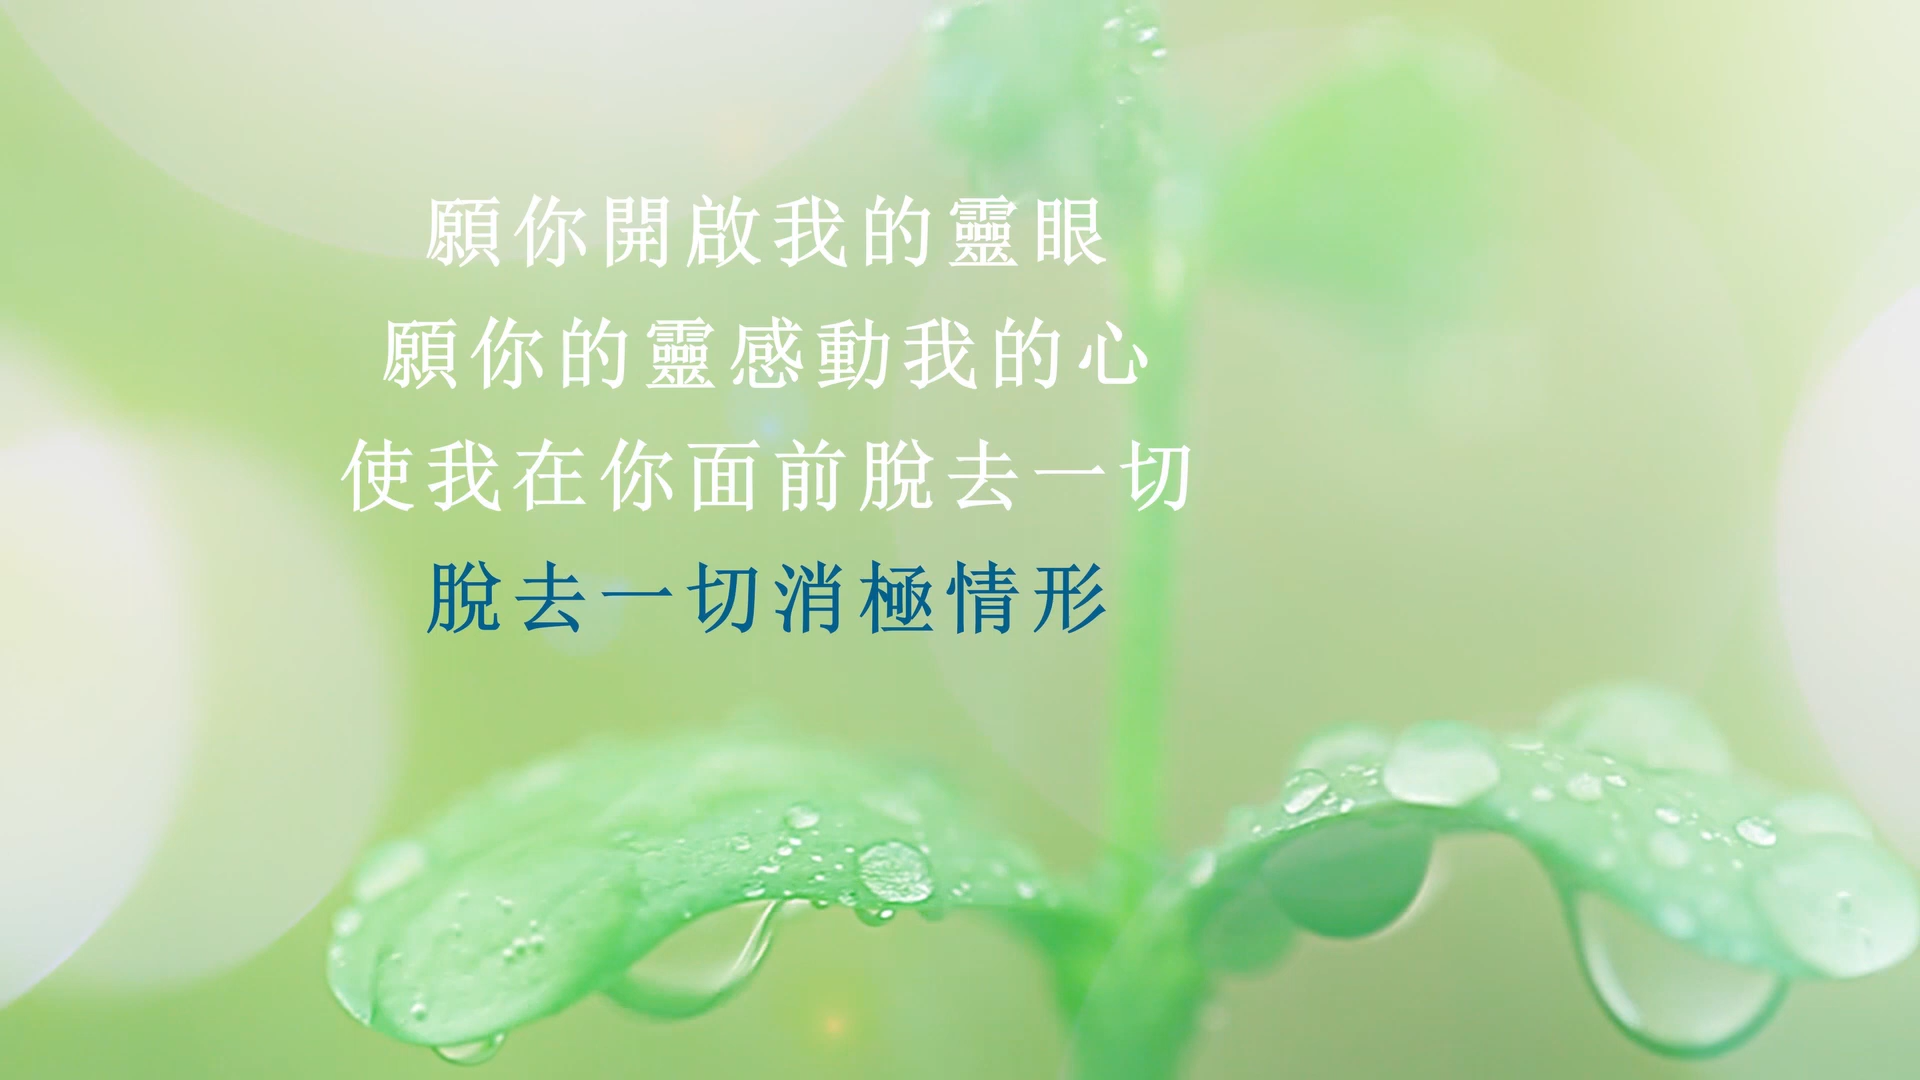 願你開啟我的靈眼
願你的靈感動我的心
使我在你面前脫去一切
脫去一切消極情形